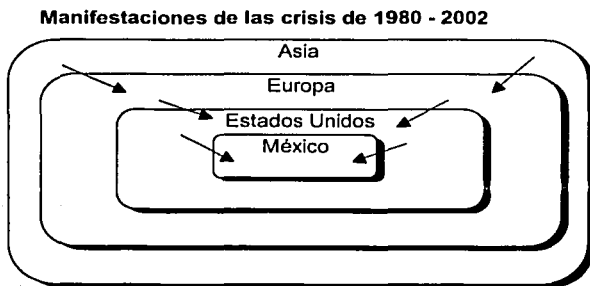 Manifestaciones de las crisis de 1980 - 2002
Asia
Europa
Estados Unidos
México